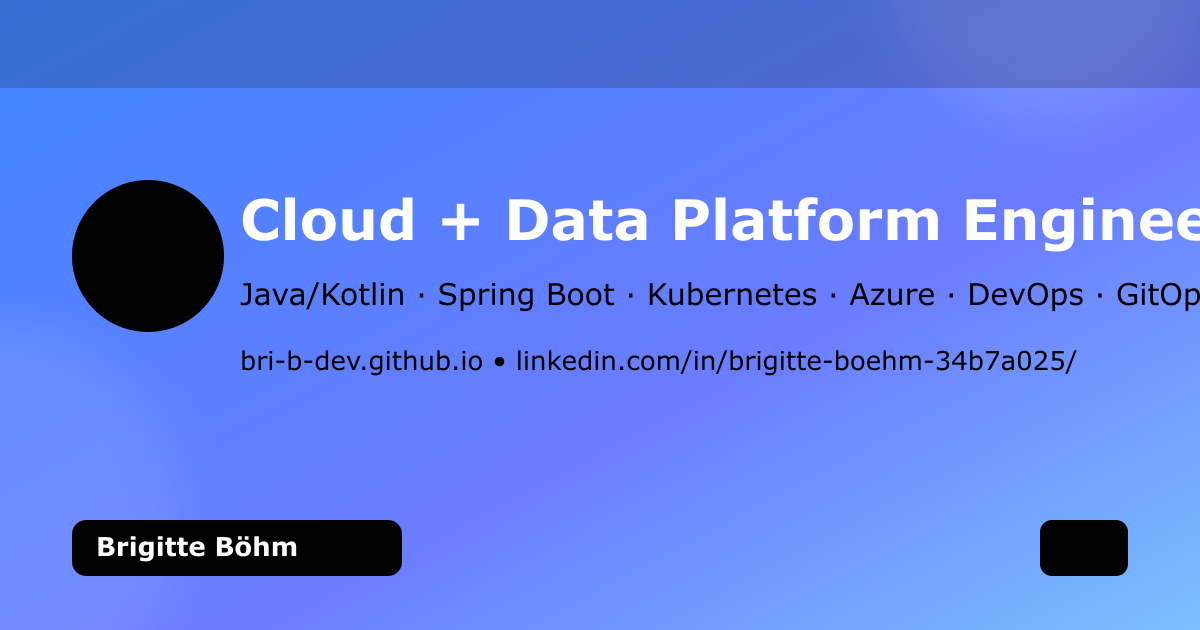 Cloud + Data Platform Enginee
Java/Kotlin · Spring Boot · Kubernetes · Azure · DevOps · GitOp
bri-b-dev.github.io • linkedin.com/in/brigitte-boehm-34b7a025/
Brigitte Böhm